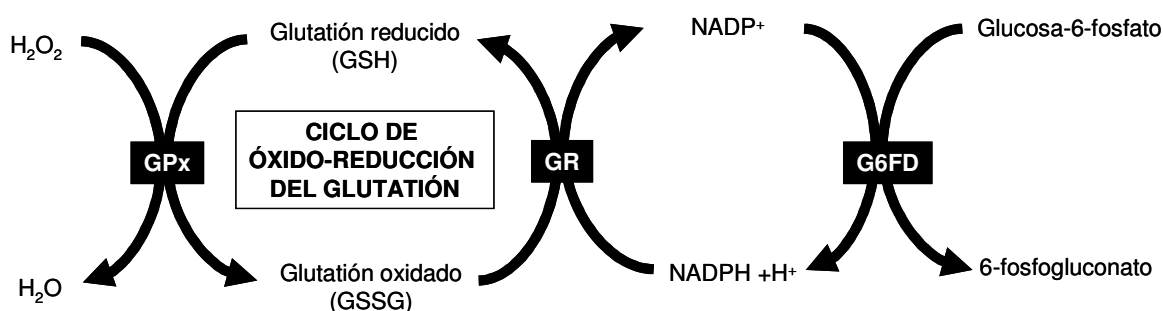 H₂O₂
Glutatión reducido
(GSH)
NADP⁺
Glucosa-6-fosfato
CICLO DE
ÓXIDO-REDUCCIÓN
DEL GLUTATIÓN
GPx
GR
G6FD
H₂O
Glutatión oxidado
(GSSG)
NADPH +H⁺
6-fosfogluconato